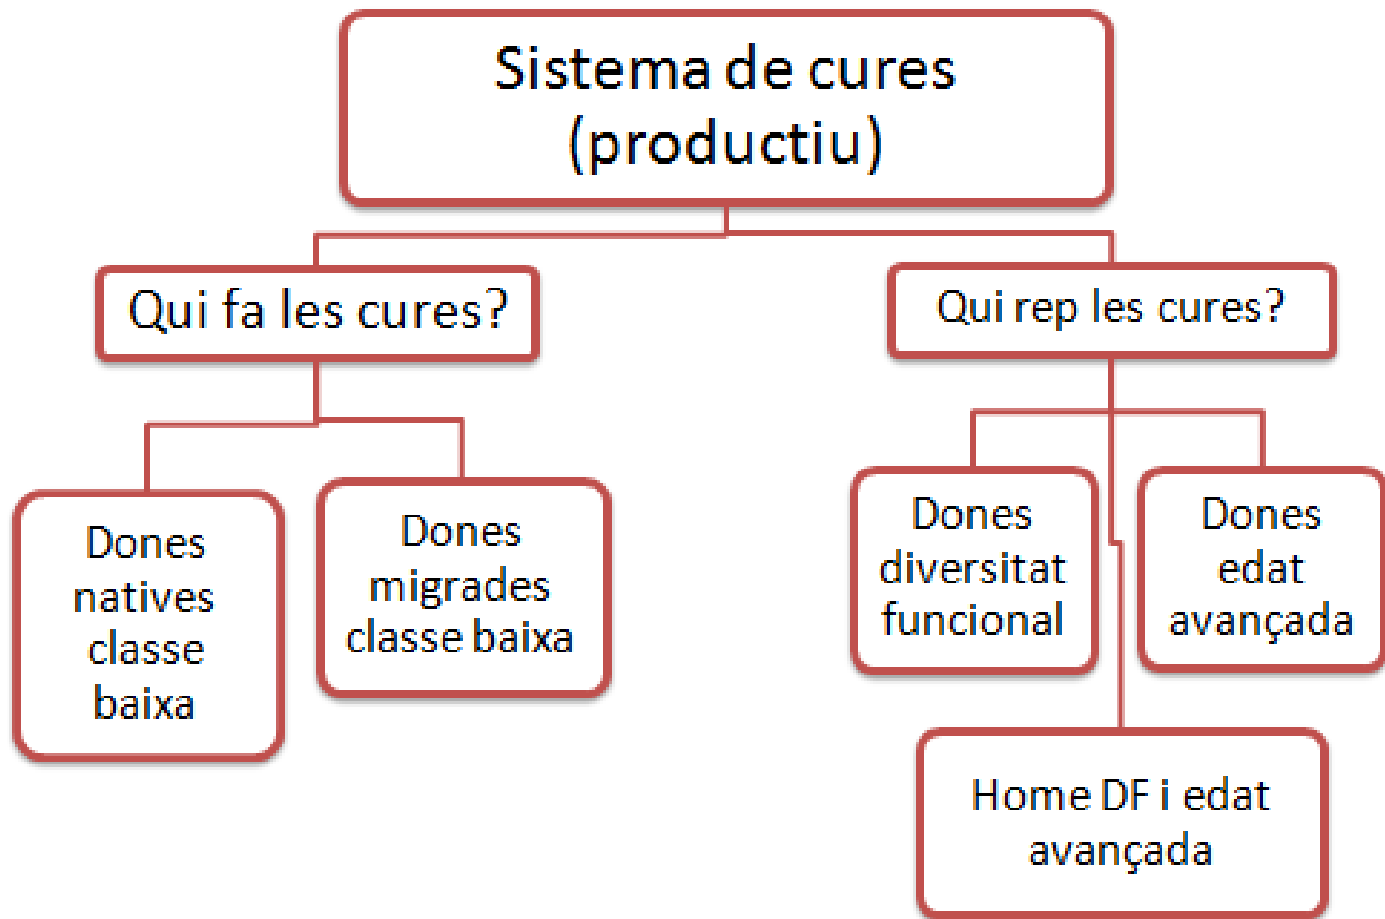 Sistema de cures
(productiu)
Qui fa les cures?
Qui rep les cures?
Dones
natives
classe
baixa
Dones
migrades
classe baixa
Dones
diversitat
funcional
Dones
edat
avançada
Home DF i edat
avançada